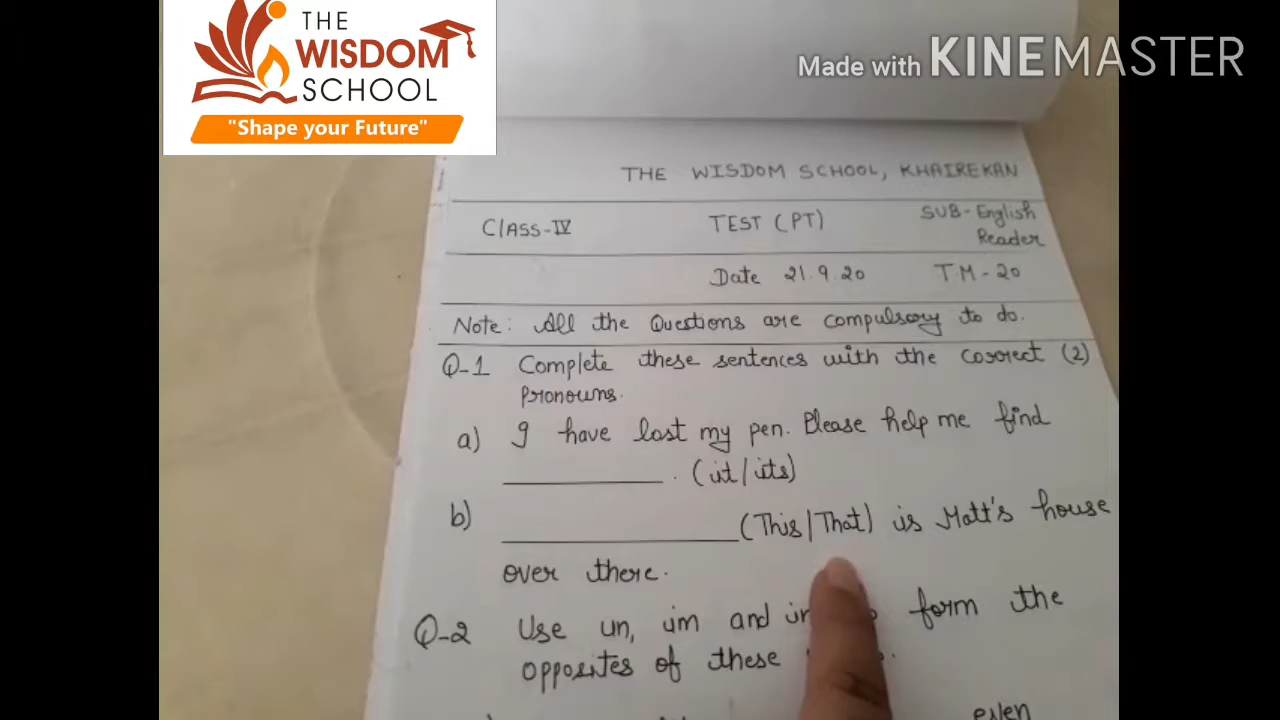 THE
WISDOM
SCHOOL
"Shape your Future"
Made with KINEMASTER
THE WISDOM SCHOOL, KHAIREKAN
Class-IV TEST (PT) SUB- English
Reader
Date 21.9.20 T.M-20
Note: All the Questions are compulsory to do.
Q-1 Complete these sentences with the correct (2)
pronouns.
a) I have lost my pen. Please help me find
. (it/its)
b) (This/That) is Matt's house
over there.
Q-2 Use un, im and form the
opposites of these
even